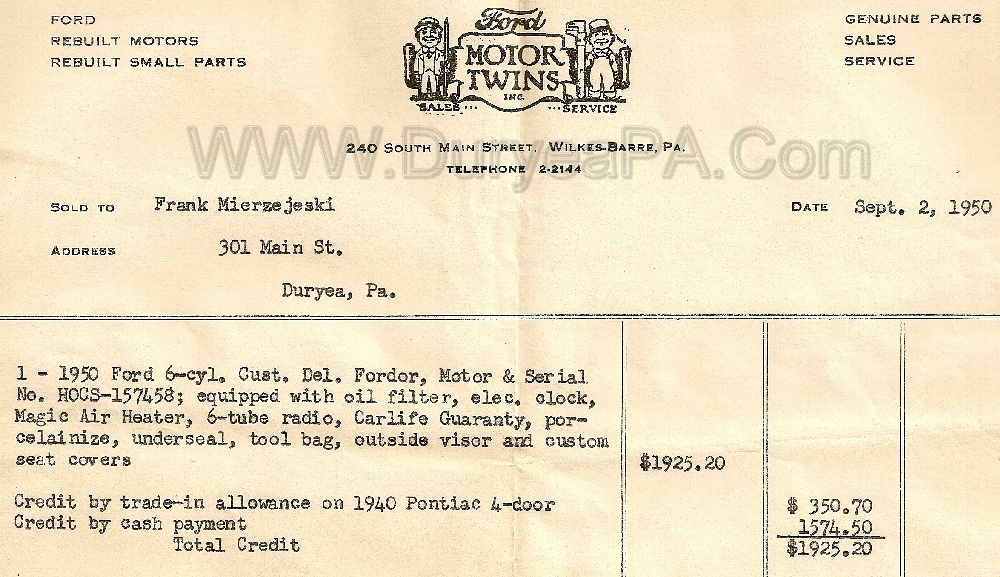 FORD
REBUILT MOTORS
REBUILT SMALL PARTS
Ford
MOTOR
TWINS
INC.
SALES ... ... SERVICE
GENUINE PARTS
SALES
SERVICE
WWW.DuryeaPA.Com
240 SOUTH MAIN STREET, WILKES-BARRE, PA.
TELEPHONE 2-2144
SOLD TO Frank Mierzejeski
DATE Sept. 2, 1950
ADDRESS 301 Main St.
Duryea, Pa.
1 - 1950 Ford 6-cyl. Cust. Del. Fordor, Motor & Serial
No. HOCS-157458; equipped with oil filter, elec. clock,
Magic Air Heater, 6-tube radio, Carlife Guaranty, por-
celainize, underseal, tool bag, outside visor and custom
seat covers $1925.20
Credit by trade-in allowance on 1940 Pontiac 4-door $ 350.70
Credit by cash payment 1574.50
Total Credit $1925.20